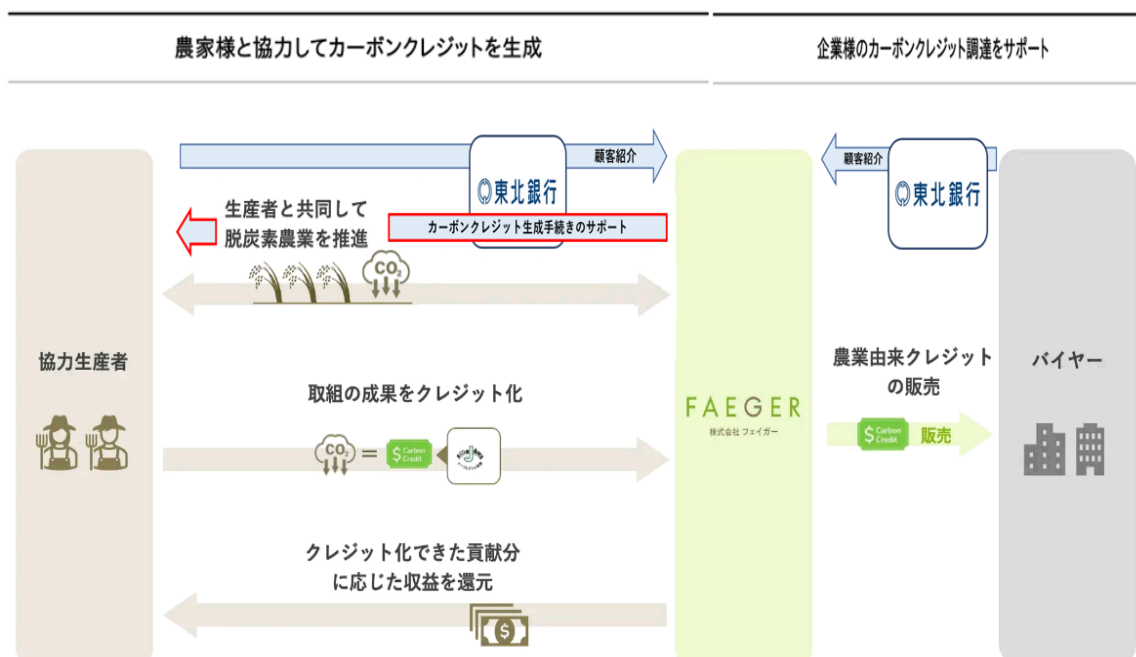 農家様と協力してカーボンクレジットを生成
企業様のカーボンクレジット調達をサポート
顧客紹介
東北銀行
カーボンクレジット生成手続きのサポート
生産者と共同して
脱炭素農業を推進
CO₂
協力生産者
取組の成果をクレジット化
CO₂
=
$ Carbon
Credit
クレジット化できた貢献分
に応じた収益を還元
$
FAEGER
株式会社 フェイガー
顧客紹介
東北銀行
農業由来クレジット
の販売
$ Carbon
Credit
販売
バイヤー